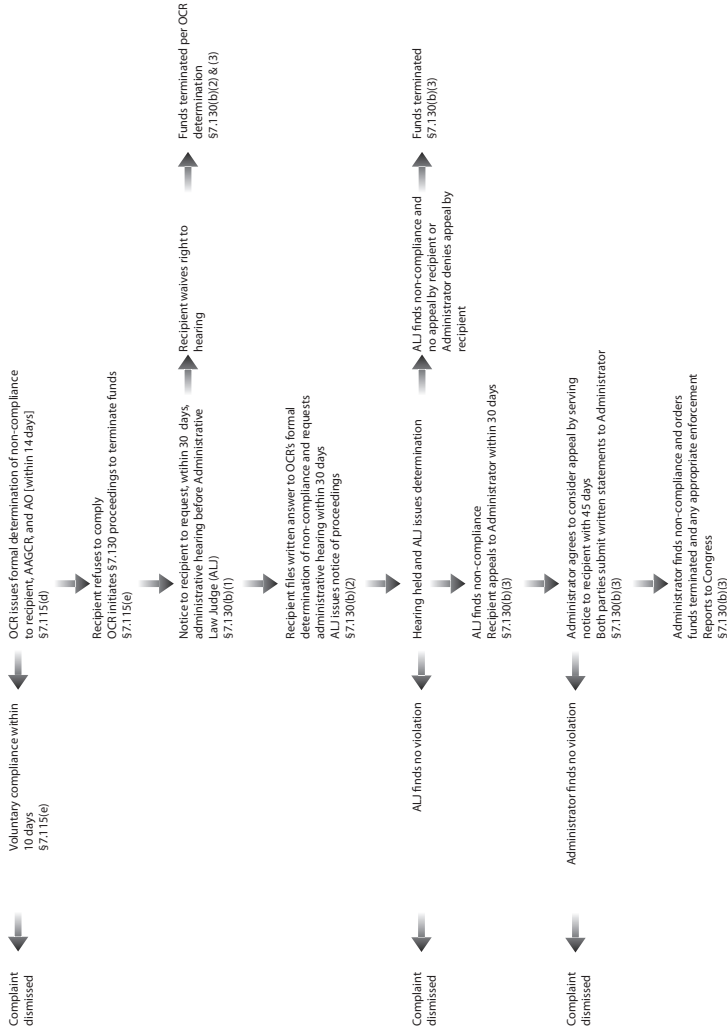 Complaint
dismissed
Voluntary compliance within
10 days
§7.115(e)
OCR issues formal determination of non-compliance
to recipient, AAGCR, and AO [within 14 days]
§7.115(d)
Recipient refuses to comply
OCR initiates §7.130 proceedings to terminate funds
§7.115(e)
Notice to recipient to request, wtihin 30 days,
administrative hearing before Administrative
Law Judge (ALJ)
§7.130(b)(1)
Recipient waives right to
hearing
Funds terminated per OCR
determination
§7.130(b)(2) & (3)
Recipient files written answer to OCR's formal
determination of non-compliance and requests
administrative hearing within 30 days
ALJ issues notice of proceedings
§7.130(b)(2)
Complaint
dismissed
ALJ finds no violation
Hearing held and ALJ issues determination
ALJ finds non-compliance and
no appeal by recipient or
Administrator denies appeal by
recipient
Funds terminated
§7.130(b)(3)
ALJ finds non-compliance
Recipient appeals to Administrator within 30 days
§7.130(b)(3)
Complaint
dismissed
Administrator finds no violation
Administrator agrees to consider appeal by serving
notice to recipient with 45 days
Both parties submit written statements to Administrator
§7.130(b)(3)
Administrator finds non-compliance and orders
funds terminated and any appropriate enforcement
Reports to Congress
§7.130(b)(3)